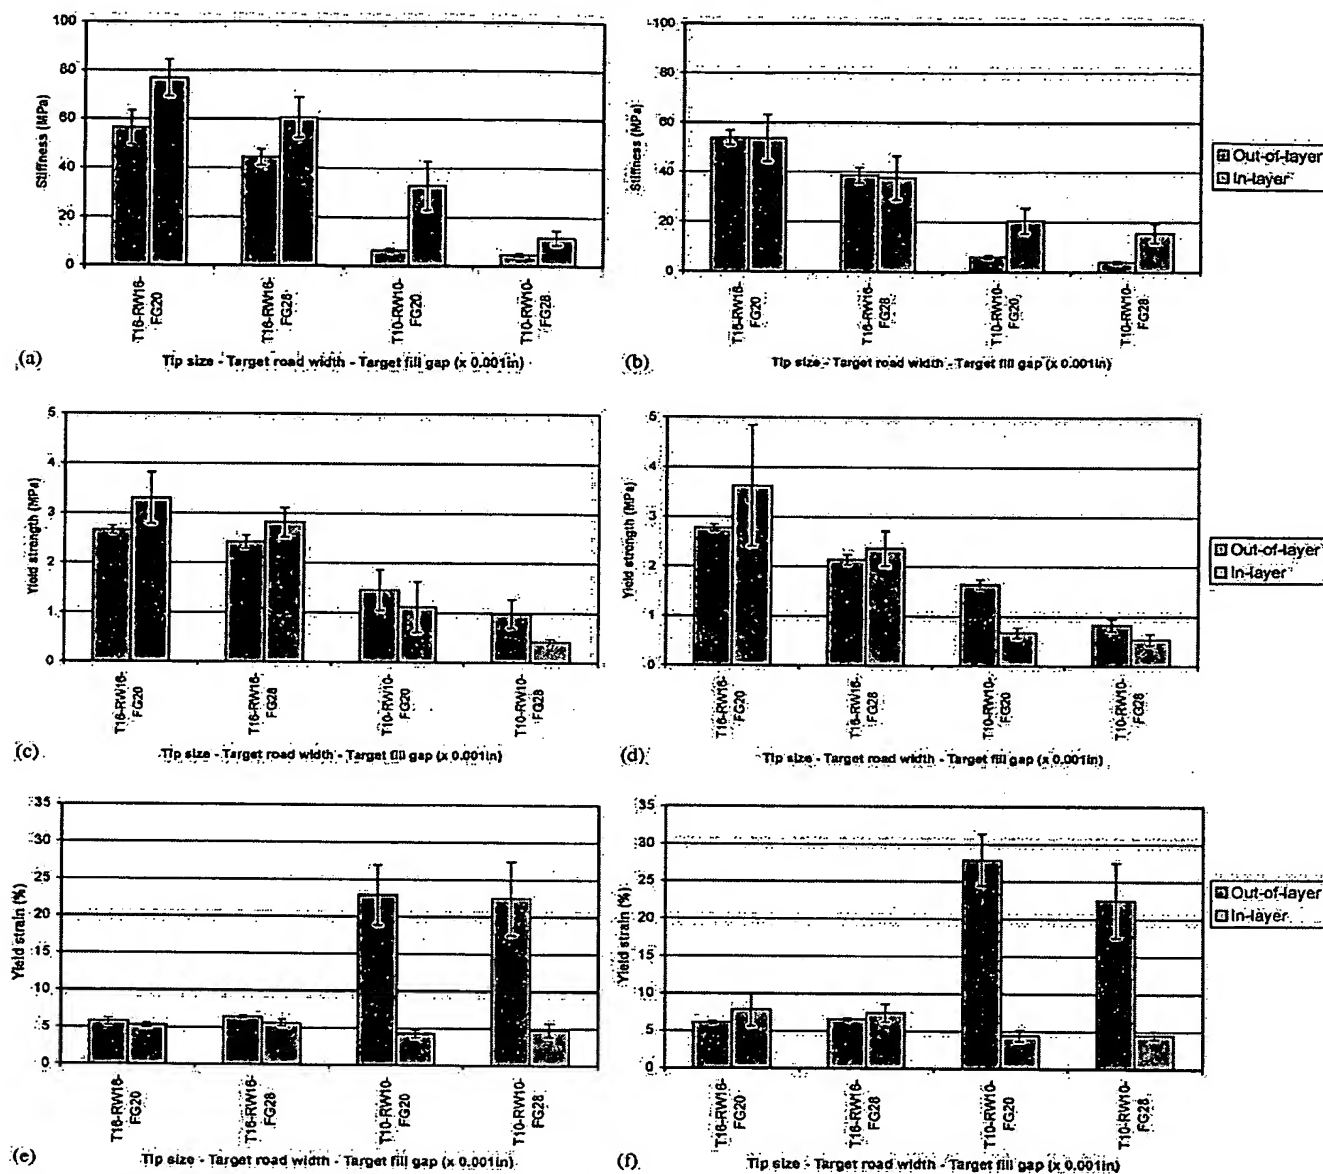 100
80
60
40
20
0
Stiffness (MPa)
T16-RW16-
FG20
T16-RW16-
FG28
T10-RW10-
FG20
T10-RW10-
FG28
(a)
Tip size - Target road width - Target fill gap (x 0.001in)
100
80
60
40
20
0
Stiffness (MPa)
T16-RW16-
FG20
T16-RW16-
FG28
T10-RW10-
FG20
T10-RW10-
FG28
(b)
Tip size - Target road width - Target fill gap (x 0.001in)
Out-of-layer
In-layer
5
4
3
2
1
0
Yield strength (MPa)
T16-RW16-
FG20
T16-RW16-
FG28
T10-RW10-
FG20
T10-RW10-
FG28
(c)
Tip size - Target road width - Target fill gap (x 0.001in)
5
4
3
2
1
0
Yield strength (MPa)
T16-RW16-
FG20
T16-RW16-
FG28
T10-RW10-
FG20
T10-RW10-
FG28
(d)
Tip size - Target road width - Target fill gap (x 0.001in)
Out-of-layer
In-layer
35
30
25
20
15
10
5
0
Yield strain (%)
T16-RW16-
FG20
T16-RW16-
FG28
T10-RW10-
FG20
T10-RW10-
FG28
(e)
Tip size - Target road width - Target fill gap (x 0.001in)
35
30
25
20
15
10
5
0
Yield strain (%)
T16-RW16-
FG20
T16-RW16-
FG28
T10-RW10-
FG20
T10-RW10-
FG28
(f)
Tip size - Target road width - Target fill gap (x 0.001in)
Out-of-layer
In-layer